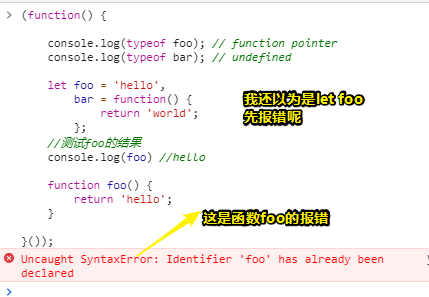 (function() {
console.log(typeof foo); // function pointer
console.log(typeof bar); // undefined
let foo = 'hello',
bar = function() {
return 'world';
};
我还以为是let foo
先报错呢
//测试foo的结果
console.log(foo) //hello
function foo() {
return 'hello';
}
这是函数foo的报错
}());
Uncaught SyntaxError: Identifier 'foo' has already been
declared